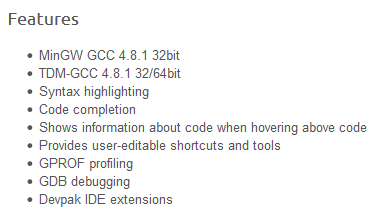 Features
• MinGW GCC 4.8.1 32bit
• TDM-GCC 4.8.1 32/64bit
• Syntax highlighting
• Code completion
• Shows information about code when hovering above code
• Provides user-editable shortcuts and tools
• GPROF profiling
• GDB debugging
• Devpak IDE extensions